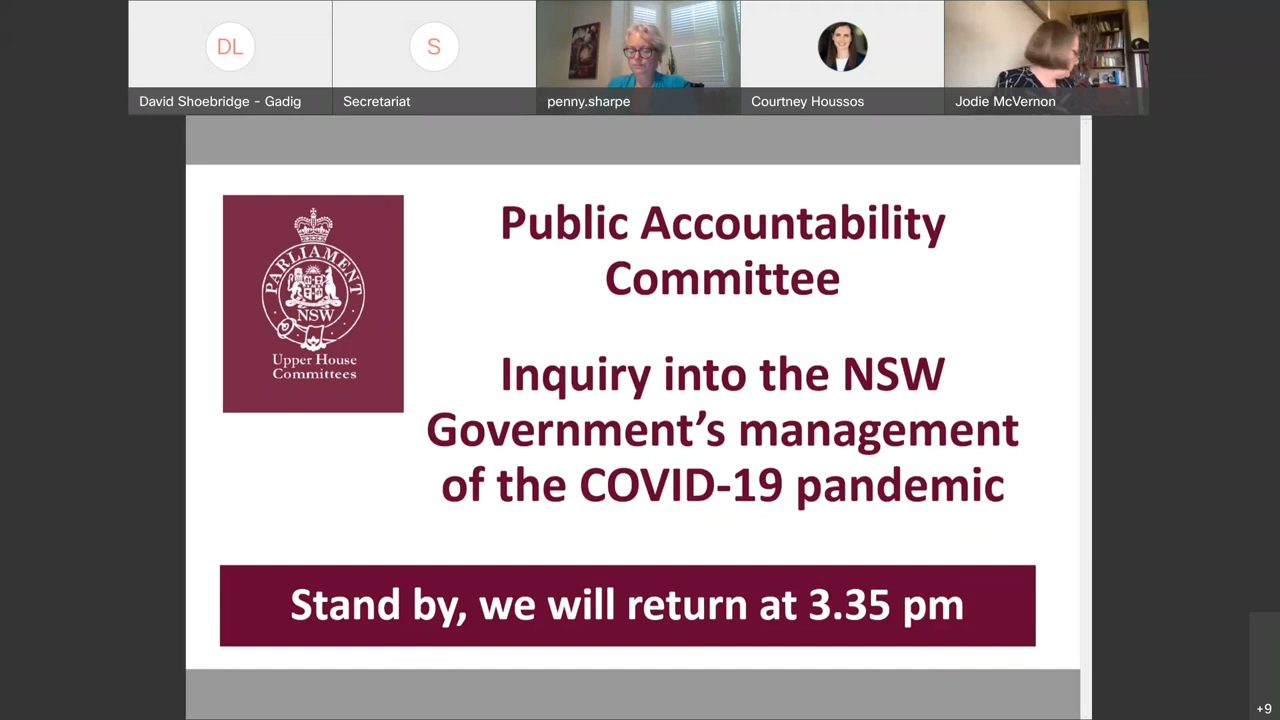 DL
S
David Shoebridge - Gadig
Secretariat
penny.sharpe
Courtney Houssos
Jodie McVernon
PARLIAMENT
NSW
Upper House
Committees
Public Accountability
Committee
Inquiry into the NSW
Government’s management
of the COVID-19 pandemic
Stand by, we will return at 3.35 pm
+9